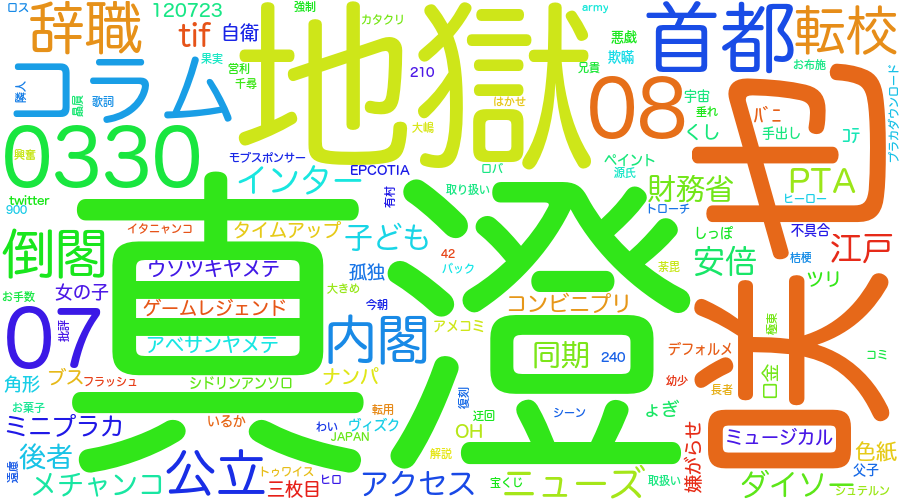 ロス
辞職
120723
強制
カタクリ
army
tif
自衛
地獄
首都
転校
悪戯
欺瞞
コラム
果実
営利
千尋
210
兄貴
お布施
隣人
贔屓
歌詞
はかせ
08
宇宙
垂れ
くし
手出し
プラカダウンロード
0330
興奮
大嶋
モブスポンサー
EPCOTIA
ロバ
ペイント
源氏
インター
財務省
PTA
twitter
900
有村
取り扱い
トローチ
ヒーロー
イタニャンコ
タイムアップ
子ども
しっぽ
不具合
江戸
倒閣
真澄
42
パック
荼毘
安倍
桔梗
ウソツキヤメテ
孤独
ツリ
お手数
女の子
大きめ
今朝
ゲームレジェンド
コンビニプリ
07
批評
内閣
アメコミ
極東
アベサンヤメテ
同期
240
デフォルメ
コミ
角形
ブス
フラッシュ
シドリンアンソロ
ナンパ
幼少
長者
口金
お菓子
転用
復刻
シーン
ょぎ
ミニプラカ
いるか
わい
ヴィズク
JAPAN
迂回
OH
ミュージカル
後者
公立
解説
嫌がらせ
色紙
遠慮
トゥワイス
ヒロ
父子
メチャンコ
三枚目
アクセス
宝くじ
ニューズ
取扱い
ダイソー
シュテルン